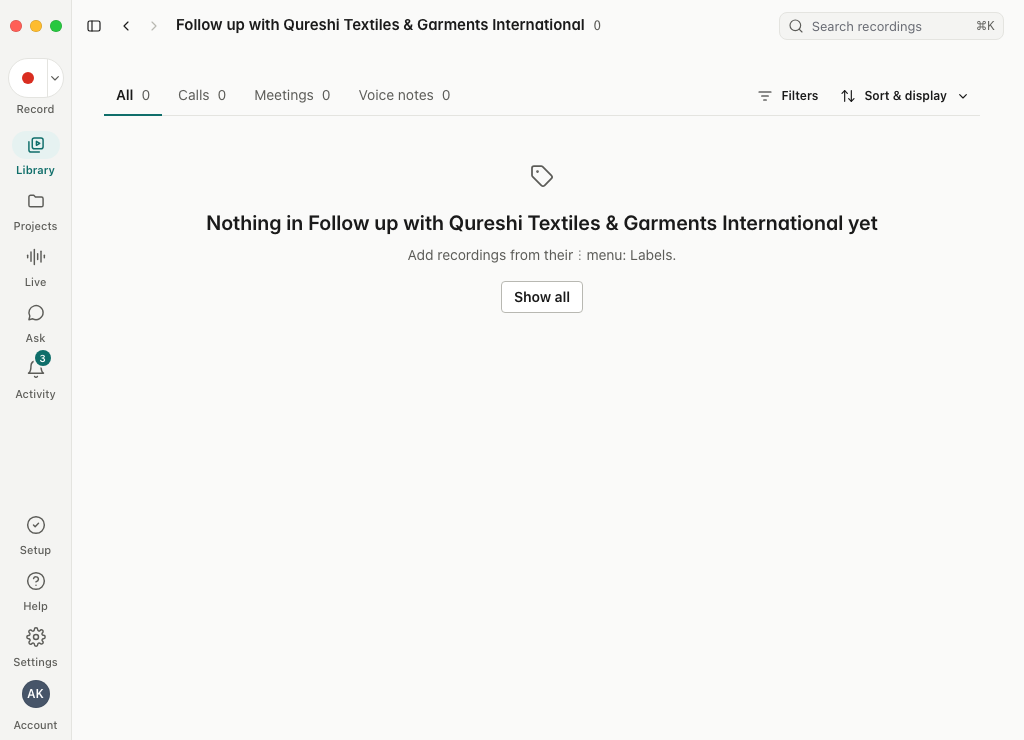 Follow up with Qureshi Textiles & Garments International 0
Search recordings ⌘K
Record
Library
Projects
Live
Ask
3
Activity
Setup
Help
Settings
AK
Account
All 0 Calls 0 Meetings 0 Voice notes 0
Filters Sort & display
Nothing in Follow up with Qureshi Textiles & Garments International yet
Add recordings from their ⋮ menu: Labels.
Show all